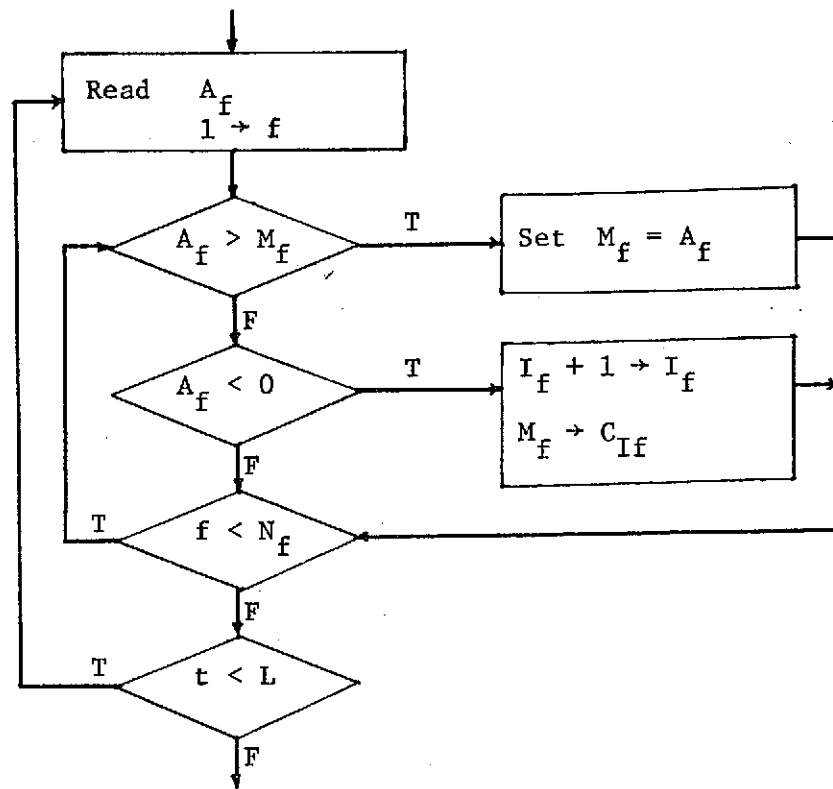 Read A_f
1 → f
A_f > M_f
T
Set M_f = A_f
F
A_f < 0
T
I_f + 1 → I_f
M_f → C_If
F
T
f < N_f
F
T
t < L
F